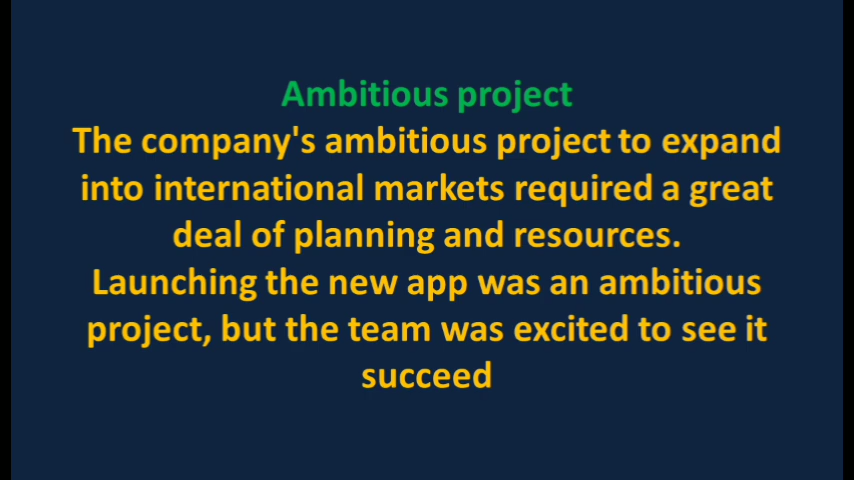 Ambitious project
The company's ambitious project to expand
into international markets required a great
deal of planning and resources.
Launching the new app was an ambitious
project, but the team was excited to see it
succeed